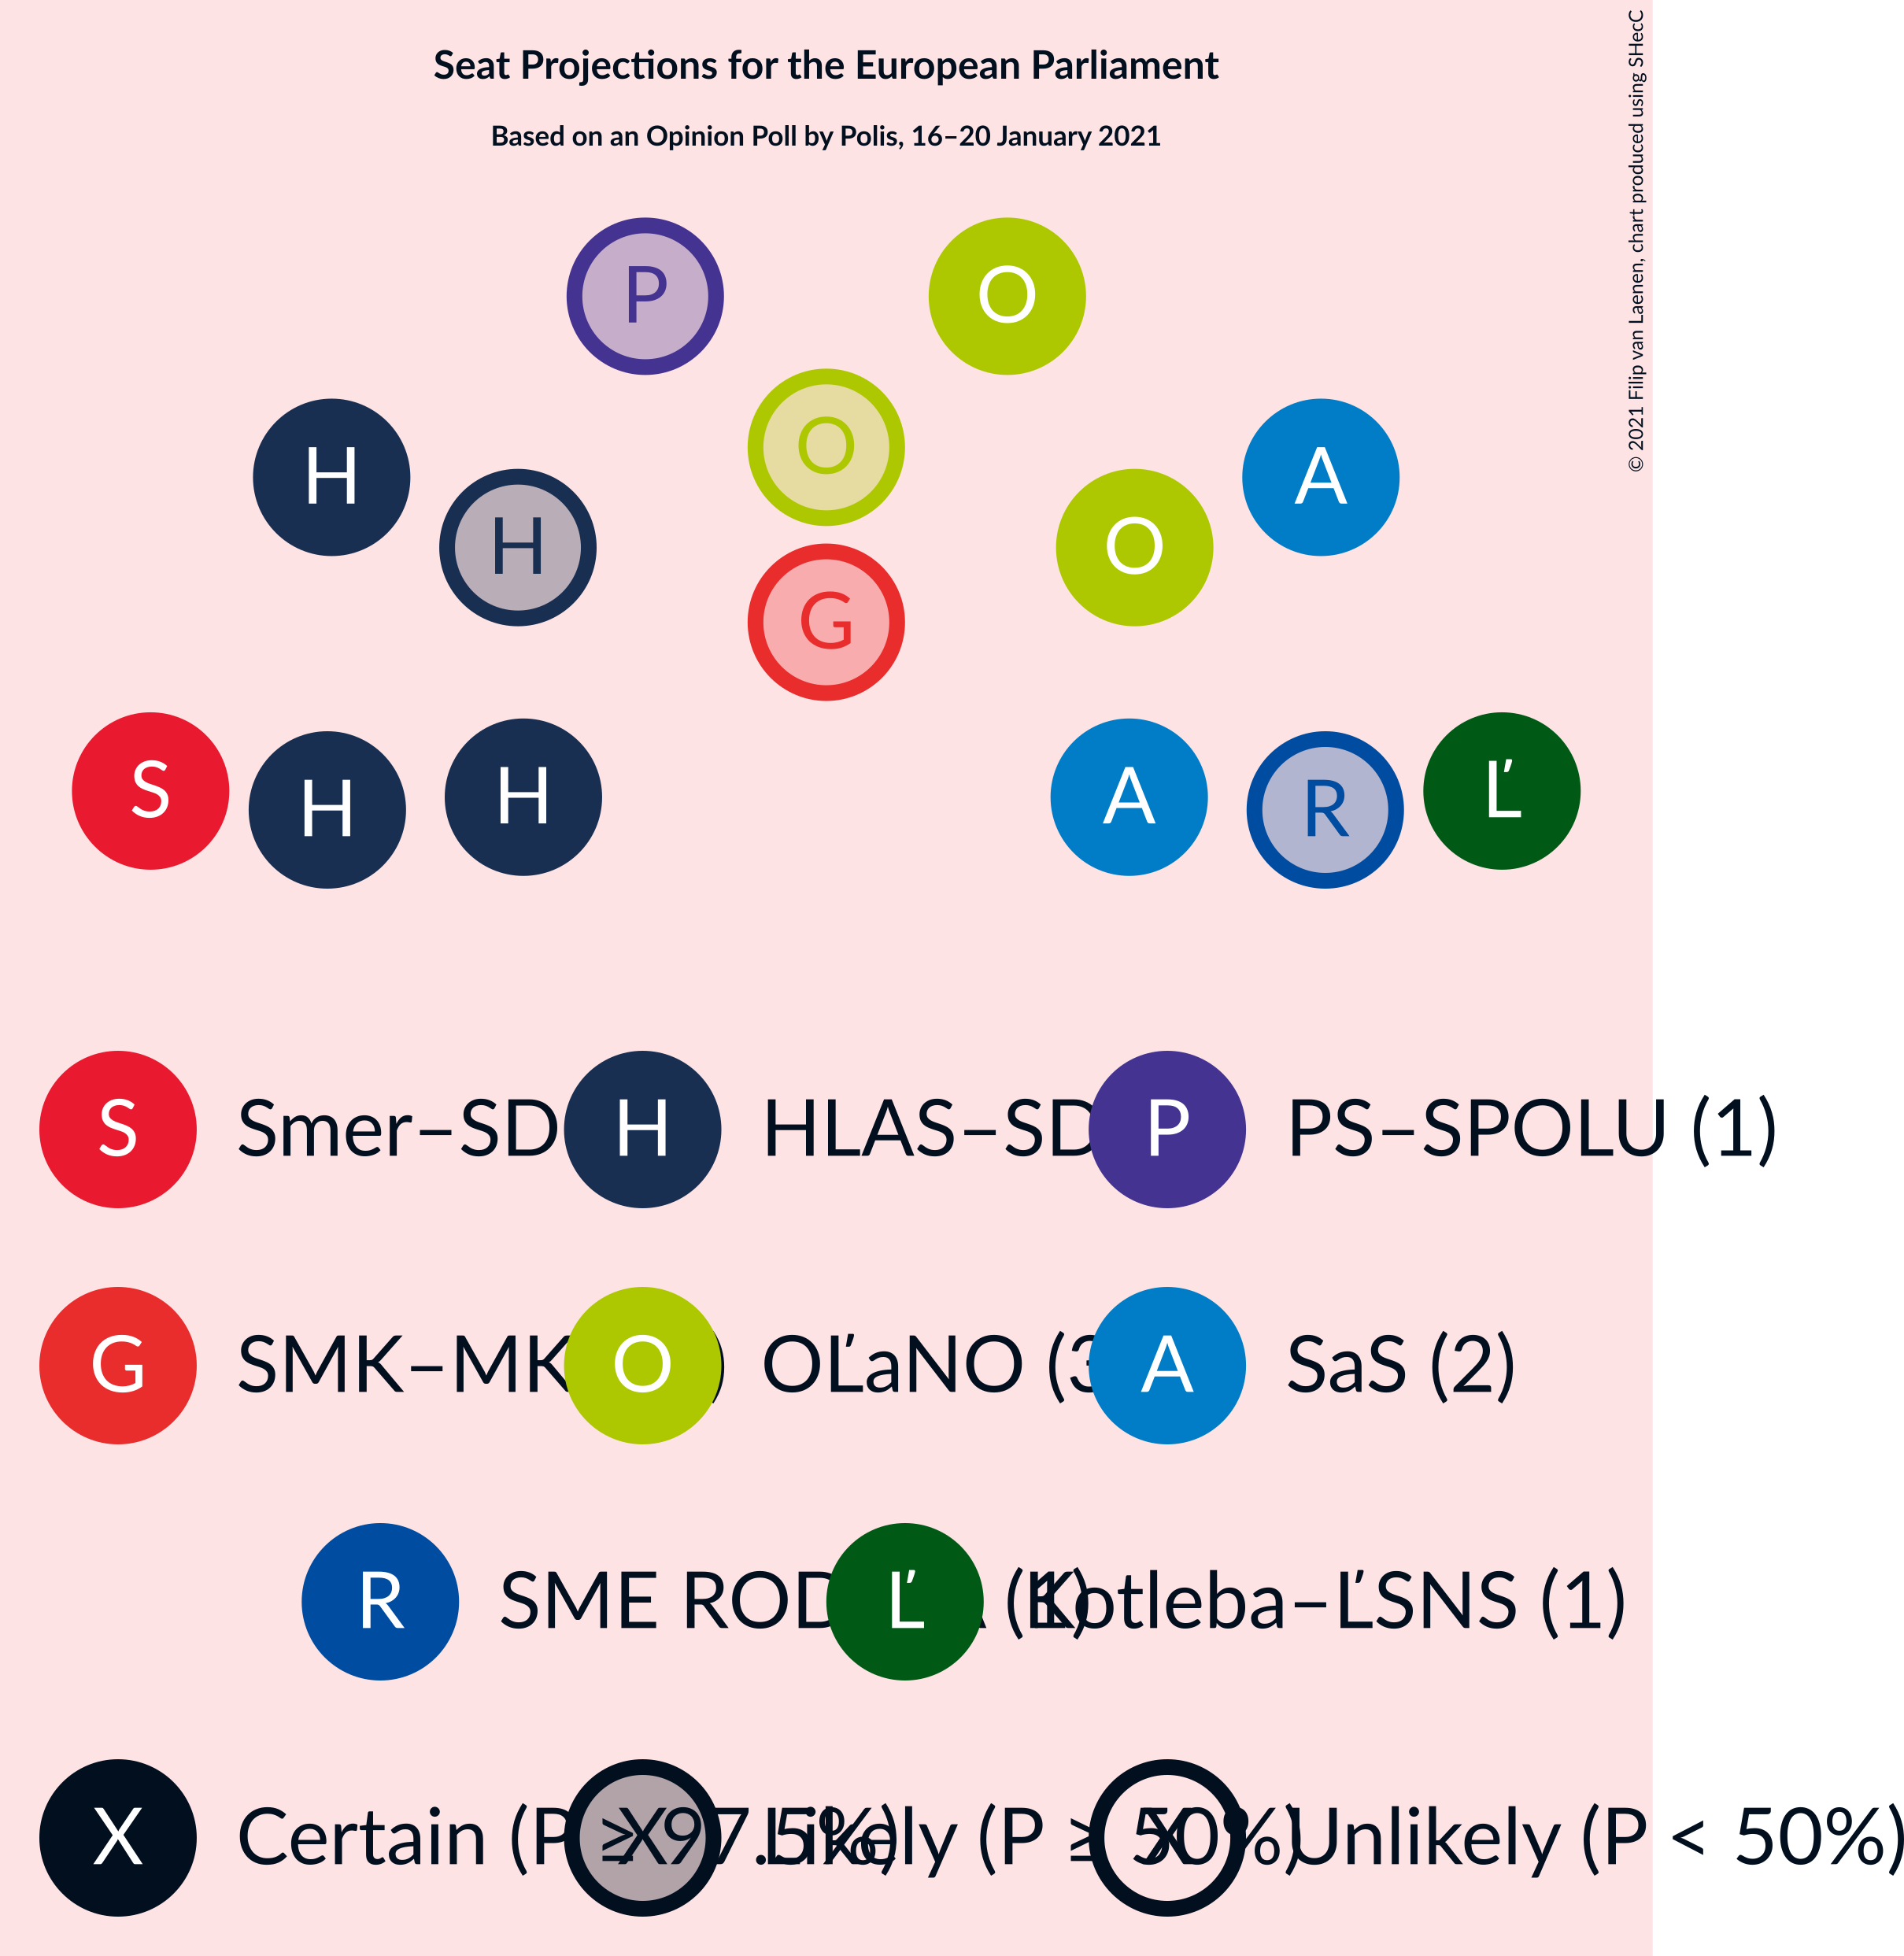 Seat Projections for the European Parliament
Based on an Opinion Poll by Polis, 16–20 January 2021
© 2021 Filip van Laenen, chart produced using SHecC
P O
O
H A
H O
G
S Ľ
H H A R
S Smer–SD H HLAS–SD P PS–SPOLU (1)
G SMK–MK O OĽaNO (3 A SaS (2)
R SME ROD Ľ (1) Kotleba–ĽSNS (1)
X Certain (P ≥ 97.5%) X Likely (P ≥ 50%) X Unlikely (P < 50%)